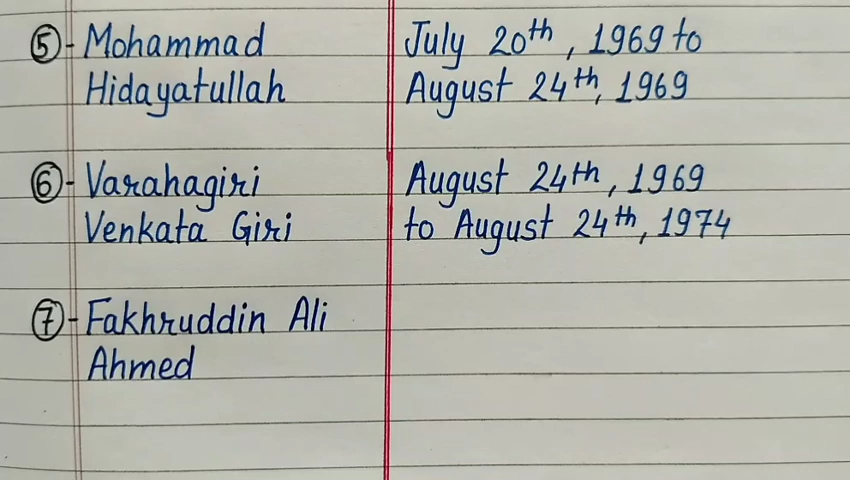 5- Mohammad July 20th, 1969 to
Hidayatullah August 24th, 1969
6- Varahagiri August 24th, 1969
Venkata Giri to August 24th, 1974
7- Fakhruddin Ali
Ahmed